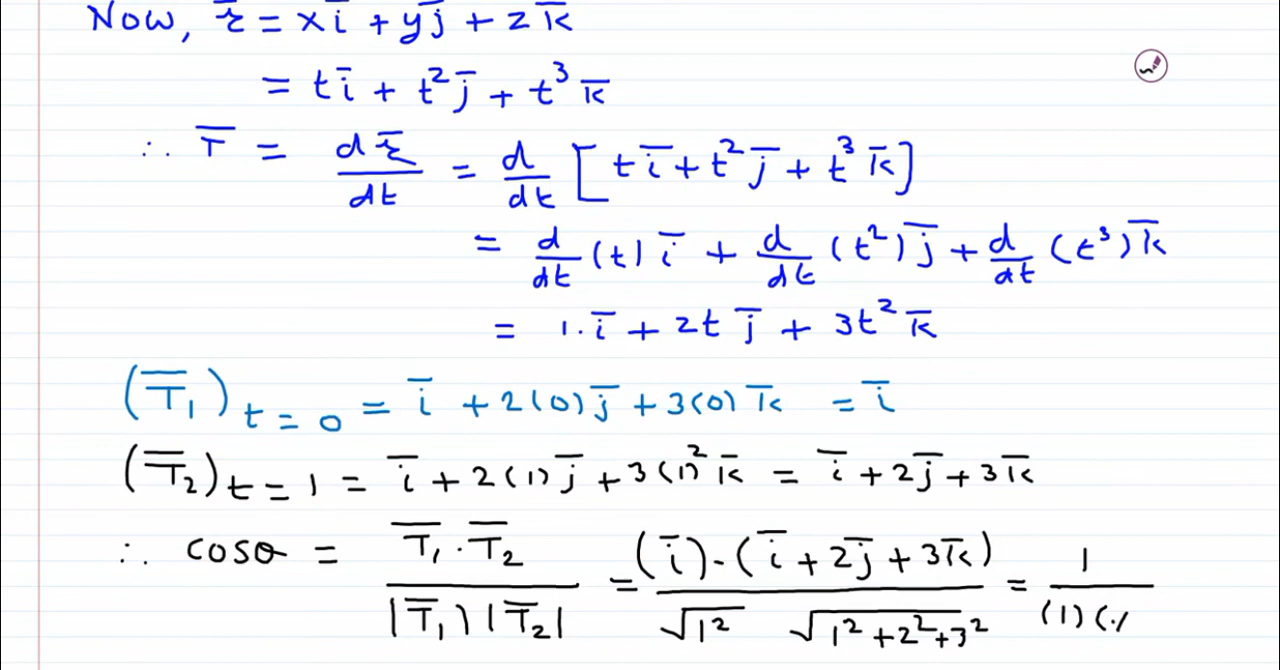 Now, r̄ = xī + yj̄ + zk̄
= tī + t²j̄ + t³k̄
∴ T̄ = dr̄/dt = d/dt [tī + t²j̄ + t³k̄]
= d/dt (t)ī + d/dt (t²)j̄ + d/dt (t³)k̄
= 1.ī + 2tj̄ + 3t²k̄
(T̄₁)t=0 = ī + 2(0)j̄ + 3(0)k̄ = ī
(T̄₂)t=1 = ī + 2(1)j̄ + 3(1)²k̄ = ī + 2j̄ + 3k̄
∴ cosθ = T̄₁·T̄₂ / |T̄₁||T̄₂| = (ī)·(ī + 2j̄ + 3k̄) / √1² √1²+2²+3² = 1 / (1)(